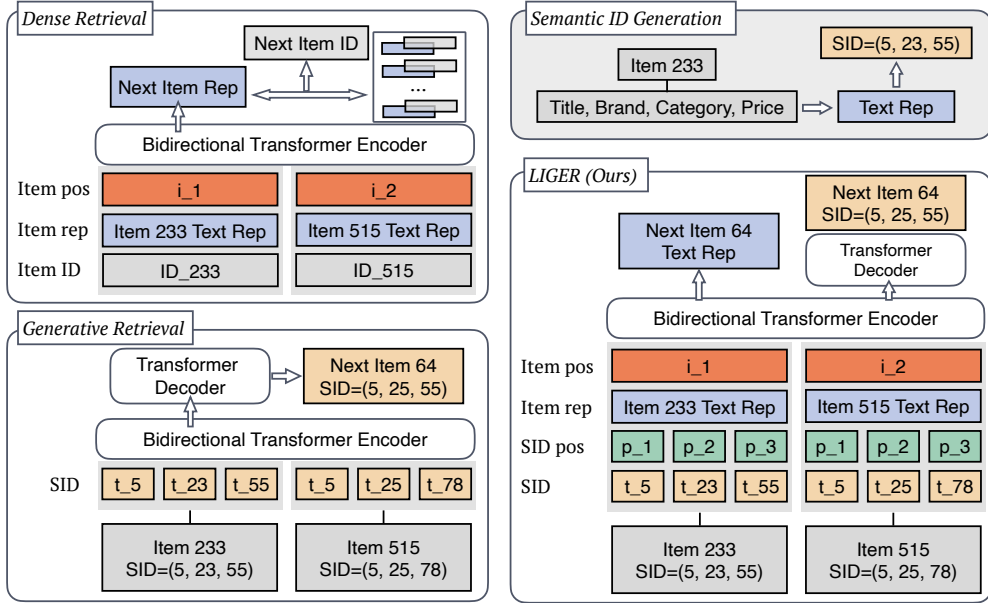 Dense Retrieval
Next Item ID
Next Item Rep
...
Bidirectional Transformer Encoder
Item pos
i_1
i_2
Item rep
Item 233 Text Rep
Item 515 Text Rep
Item ID
ID_233
ID_515
Generative Retrieval
Transformer
Decoder
Next Item 64
SID=(5, 25, 55)
Bidirectional Transformer Encoder
SID
t_5
t_23
t_55
t_5
t_25
t_78
Item 233
SID=(5, 23, 55)
Item 515
SID=(5, 25, 78)
Semantic ID Generation
SID=(5, 23, 55)
Item 233
Title, Brand, Category, Price
Text Rep
LIGER (Ours)
Next Item 64
SID=(5, 25, 55)
Next Item 64
Text Rep
Transformer
Decoder
Bidirectional Transformer Encoder
Item pos
i_1
i_2
Item rep
Item 233 Text Rep
Item 515 Text Rep
SID pos
p_1
p_2
p_3
p_1
p_2
p_3
SID
t_5
t_23
t_55
t_5
t_25
t_78
Item 233
SID=(5, 23, 55)
Item 515
SID=(5, 25, 78)